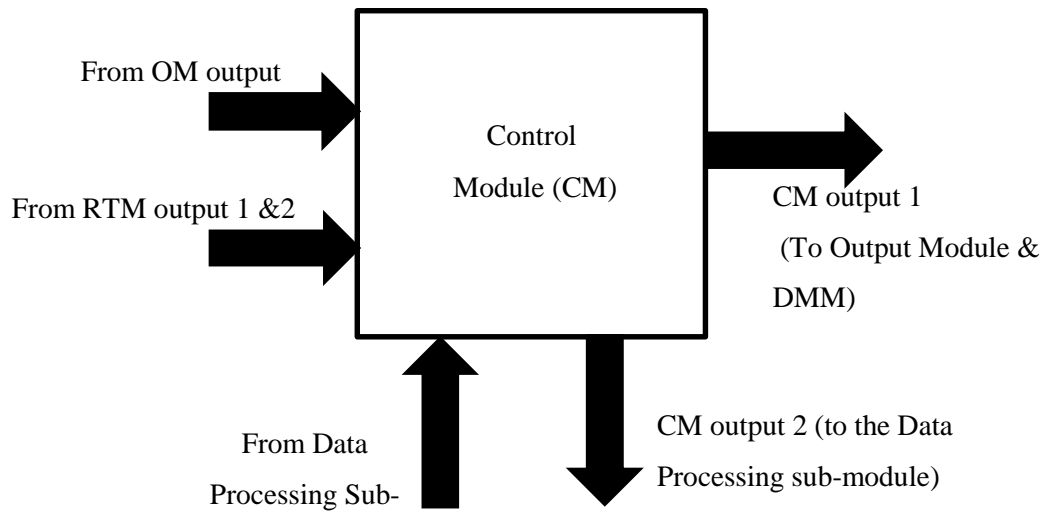 From OM output
Control
Module (CM)
From RTM output 1 &2
CM output 1
(To Output Module &
DMM)
From Data
Processing Sub-
CM output 2 (to the Data
Processing sub-module)